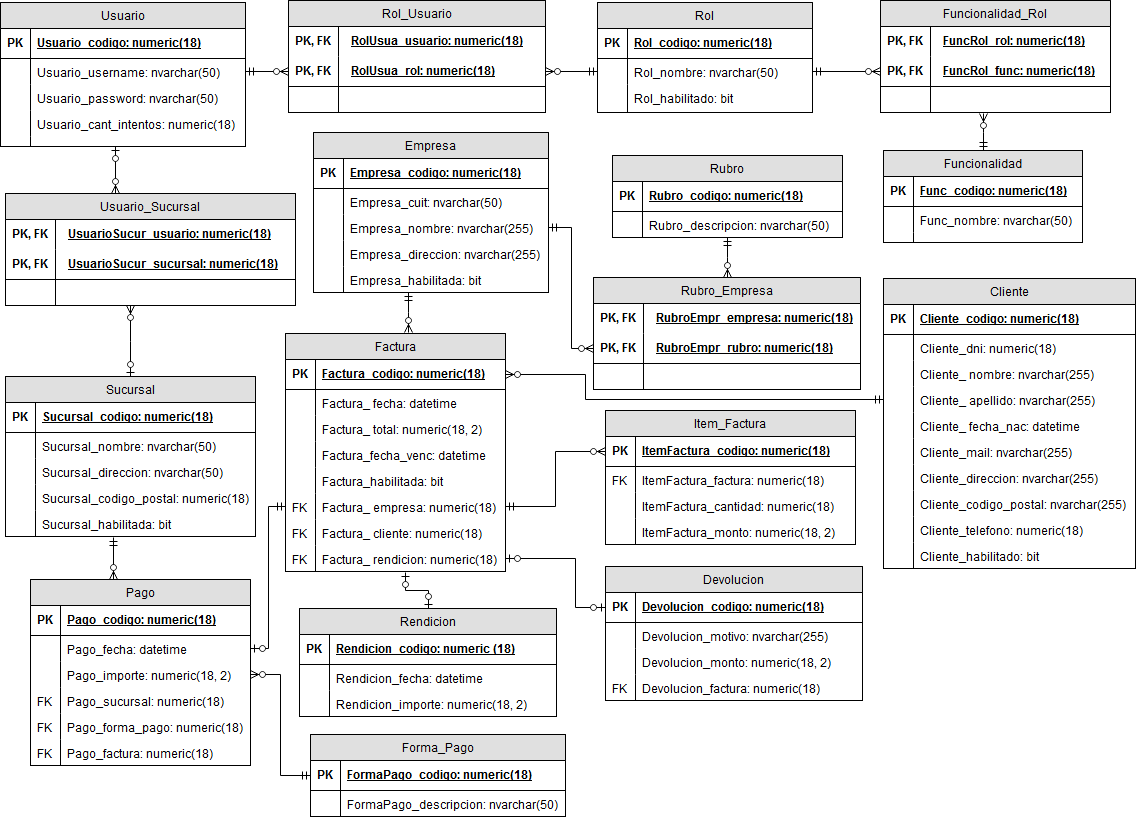 Usuario
PK Usuario_codigo: numeric(18)
Usuario_username: nvarchar(50)
Usuario_password: nvarchar(50)
Usuario_cant_intentos: numeric(18)
Rol_Usuario
PK, FK RolUsua_usuario: numeric(18)
PK, FK RolUsua_rol: numeric(18)
Rol
PK Rol_codigo: numeric(18)
Rol_nombre: nvarchar(50)
Rol_habilitado: bit
Funcionalidad_Rol
PK, FK FuncRol_rol: numeric(18)
PK, FK FuncRol_func: numeric(18)
Empresa
PK Empresa_codigo: numeric(18)
Empresa_cuit: nvarchar(50)
Empresa_nombre: nvarchar(255)
Empresa_direccion: nvarchar(255)
Empresa_habilitada: bit
Rubro
PK Rubro_codigo: numeric(18)
Rubro_descripcion: nvarchar(50)
Funcionalidad
PK Func_codigo: numeric(18)
Func_nombre: nvarchar(50)
Usuario_Sucursal
PK, FK UsuarioSucur_usuario: numeric(18)
PK, FK UsuarioSucur_sucursal: numeric(18)
Rubro_Empresa
PK, FK RubroEmpr_empresa: numeric(18)
PK, FK RubroEmpr_rubro: numeric(18)
Cliente
PK Cliente_codigo: numeric(18)
Cliente_dni: numeric(18)
Cliente_ nombre: nvarchar(255)
Cliente_ apellido: nvarchar(255)
Cliente_ fecha_nac: datetime
Cliente_mail: nvarchar(255)
Cliente_direccion: nvarchar(255)
Cliente_codigo_postal: nvarchar(255)
Cliente_telefono: numeric(18)
Cliente_habilitado: bit
Factura
PK Factura_codigo: numeric(18)
Factura_ fecha: datetime
Factura_ total: numeric(18, 2)
Factura_fecha_venc: datetime
Factura_habilitada: bit
FK Factura_ empresa: numeric(18)
FK Factura_ cliente: numeric(18)
FK Factura_ rendicion: numeric(18)
Sucursal
PK Sucursal_codigo: numeric(18)
Sucursal_nombre: nvarchar(50)
Sucursal_direccion: nvarchar(50)
Sucursal_codigo_postal: numeric(18)
Sucursal_habilitada: bit
Item_Factura
PK ItemFactura_codigo: numeric(18)
FK ItemFactura_factura: numeric(18)
ItemFactura_cantidad: numeric(18)
ItemFactura_monto: numeric(18, 2)
Devolucion
PK Devolucion_codigo: numeric(18)
Devolucion_motivo: nvarchar(255)
Devolucion_monto: numeric(18, 2)
FK Devolucion_factura: numeric(18)
Pago
PK Pago_codigo: numeric(18)
Pago_fecha: datetime
Pago_importe: numeric(18, 2)
FK Pago_sucursal: numeric(18)
FK Pago_forma_pago: numeric(18)
FK Pago_factura: numeric(18)
Rendicion
PK Rendicion_codigo: numeric (18)
Rendicion_fecha: datetime
Rendicion_importe: numeric(18, 2)
Forma_Pago
PK FormaPago_codigo: numeric(18)
FormaPago_descripcion: nvarchar(50)